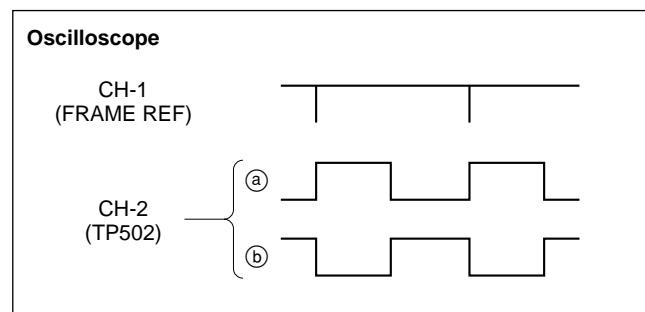 Oscilloscope
CH-1
(FRAME REF)
ⓐ
CH-2
(TP502)
ⓑ